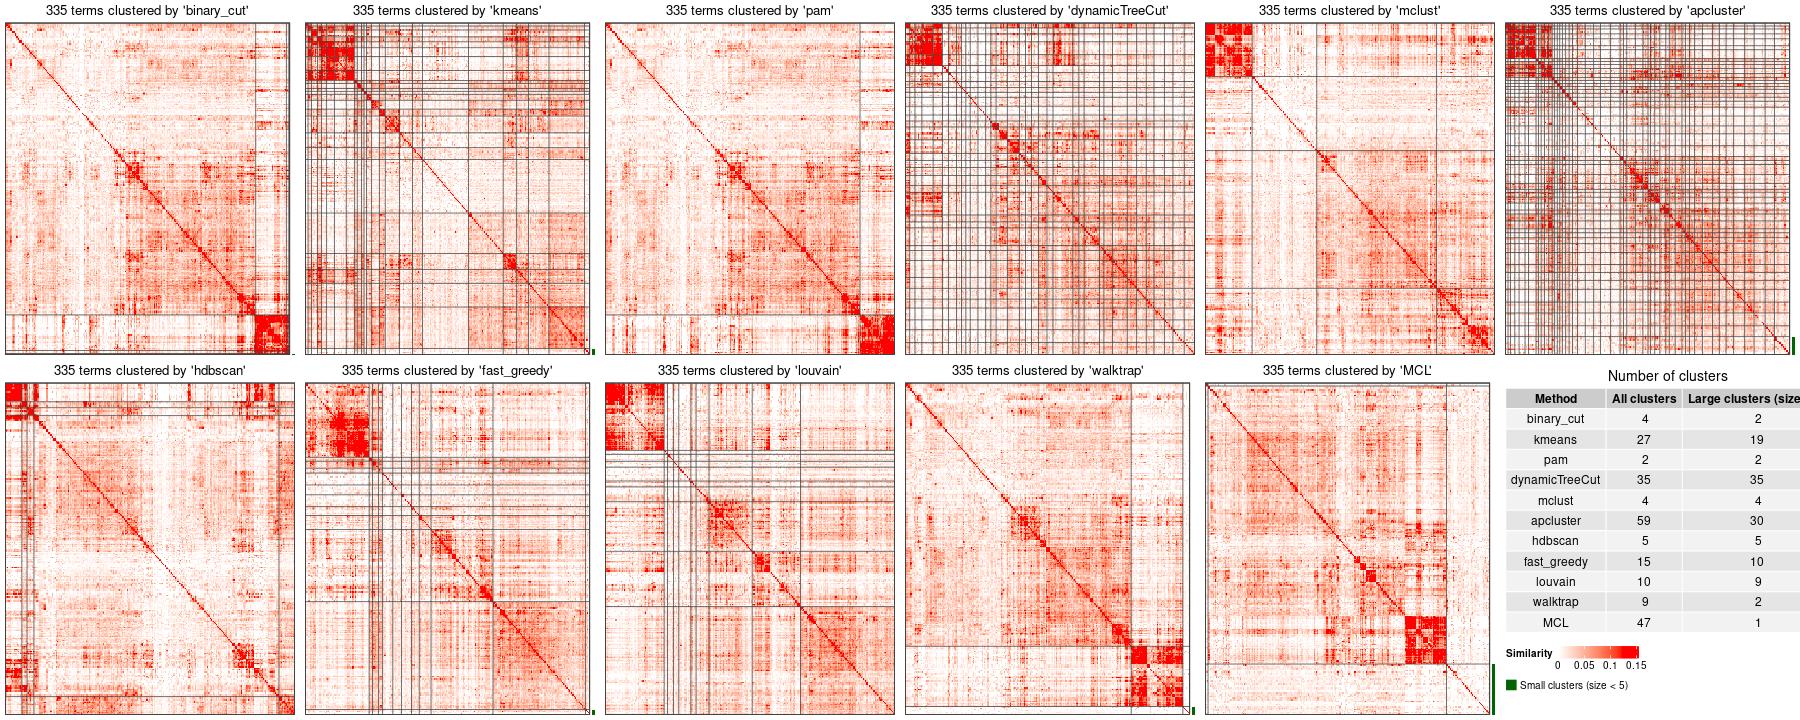 335 terms clustered by 'binary_cut'
335 terms clustered by 'kmeans'
335 terms clustered by 'pam'
335 terms clustered by 'dynamicTreeCut'
335 terms clustered by 'mclust'
335 terms clustered by 'apcluster'
335 terms clustered by 'hdbscan'
335 terms clustered by 'fast_greedy'
335 terms clustered by 'louvain'
335 terms clustered by 'walktrap'
335 terms clustered by 'MCL'
Number of clusters
Method All clusters Large clusters (size
binary_cut 4 2
kmeans 27 19
pam 2 2
dynamicTreeCut 35 35
mclust 4 4
apcluster 59 30
hdbscan 5 5
fast_greedy 15 10
louvain 10 9
walktrap 9 2
MCL 47 1
Similarity
0 0.05 0.1 0.15
Small clusters (size < 5)